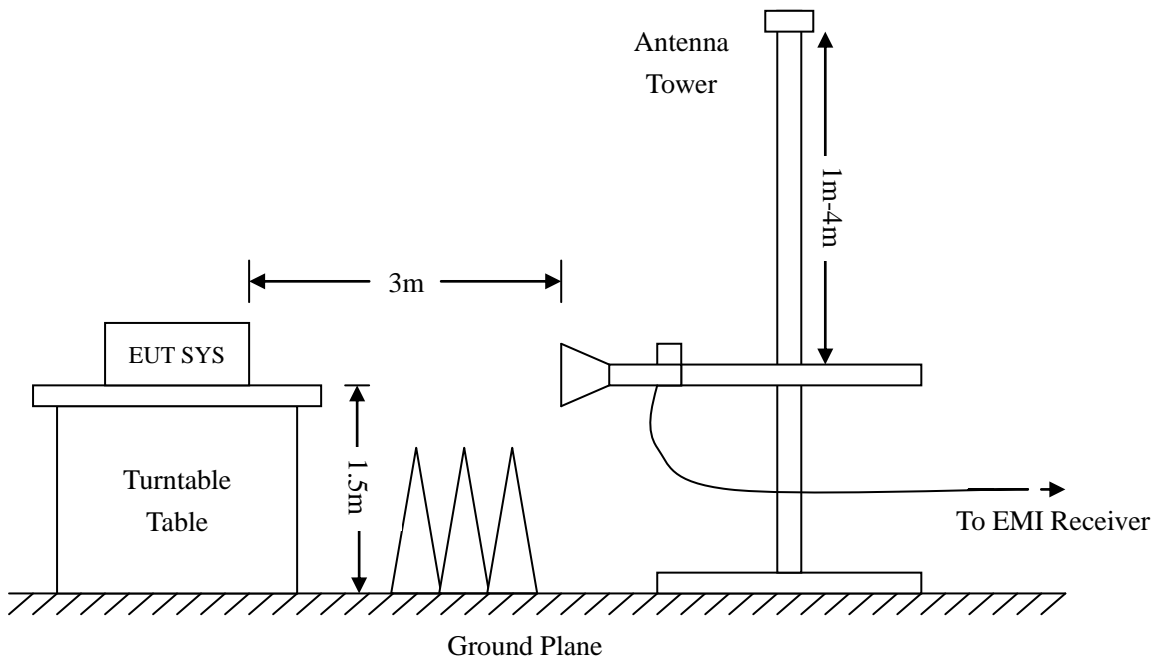 Antenna
Tower
1m-4m
3m
EUT SYS
1.5m
Turntable
Table
To EMI Receiver
Ground Plane